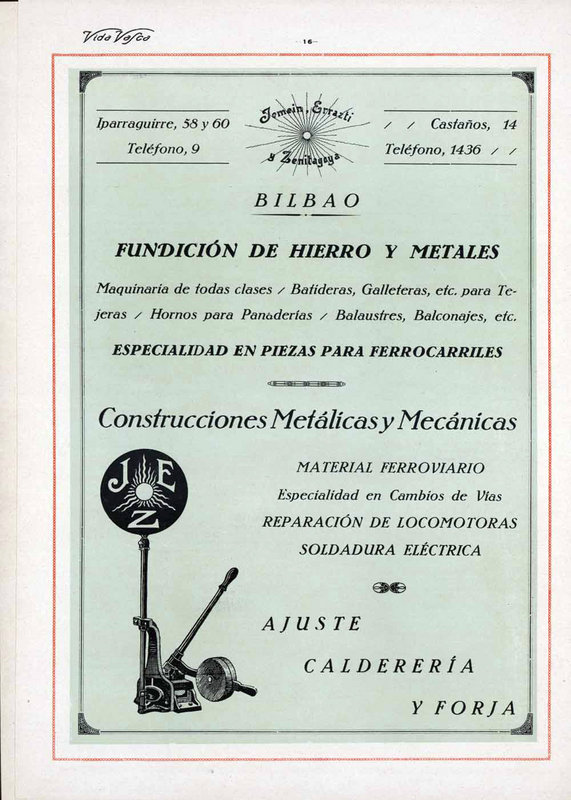 Vida Vasca
—16—
Jemein, Errazti
y Zenitagoya
Iparraguirre, 58 y 60
Teléfono, 9
/ / Castaños, 14
Teléfono, 1436 / /
BILBAO
FUNDICIÓN DE HIERRO Y METALES
Maquinaria de todas clases / Batideras, Galleteras, etc. para Te-
jeras / Hornos para Panaderías / Balaustres, Balconajes, etc.
ESPECIALIDAD EN PIEZAS PARA FERROCARRILES
Construcciones Metálicas y Mecánicas
J E
Z
MATERIAL FERROVIARIO
Especialidad en Cambios de Vías
REPARACIÓN DE LOCOMOTORAS
SOLDADURA ELÉCTRICA
AJUSTE
CALDERERÍA
Y FORJA